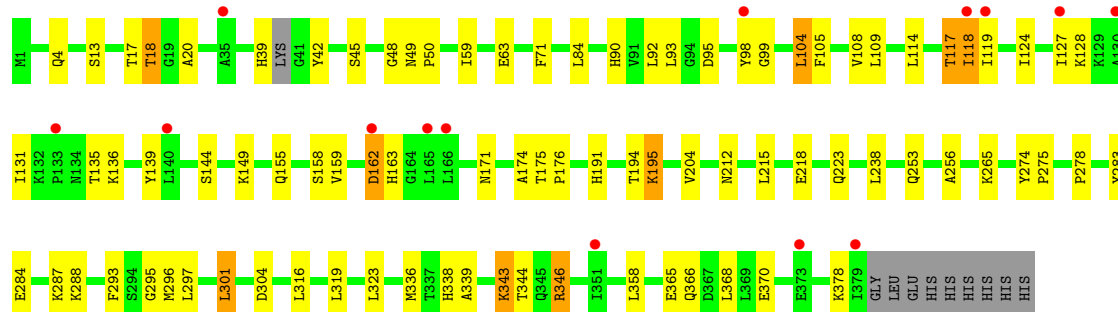 M1 Q4 S13 T17 T18 G19 A20 A35 H39 LYS G41 Y42 S45 G48 N49 P50 I59 E63 F71 L84 H90 V91 L92 L93 G94 D95 Y98 G99 L104 F105 V108 L109 L114 T117 I118 I119 I124 I127 K128 K129 A130
I131 K132 P133 N134 T135 K136 Y139 L140 S144 K149 Q155 S158 V159 D162 H163 G164 L165 L166 N171 A174 T175 P176 H191 T194 K195 V204 N212 L215 E218 Q223 L238 Q253 A256 K265 Y274 P275 P278 Y283
E284 K287 K288 F293 S294 G295 M296 L297 L301 D304 L316 L319 L323 M336 T337 H338 A339 K343 T344 Q345 R346 I351 L358 E365 Q366 D367 L368 L369 E370 E373 K378 I379 GLY LEU GLU HIS HIS HIS HIS HIS HIS